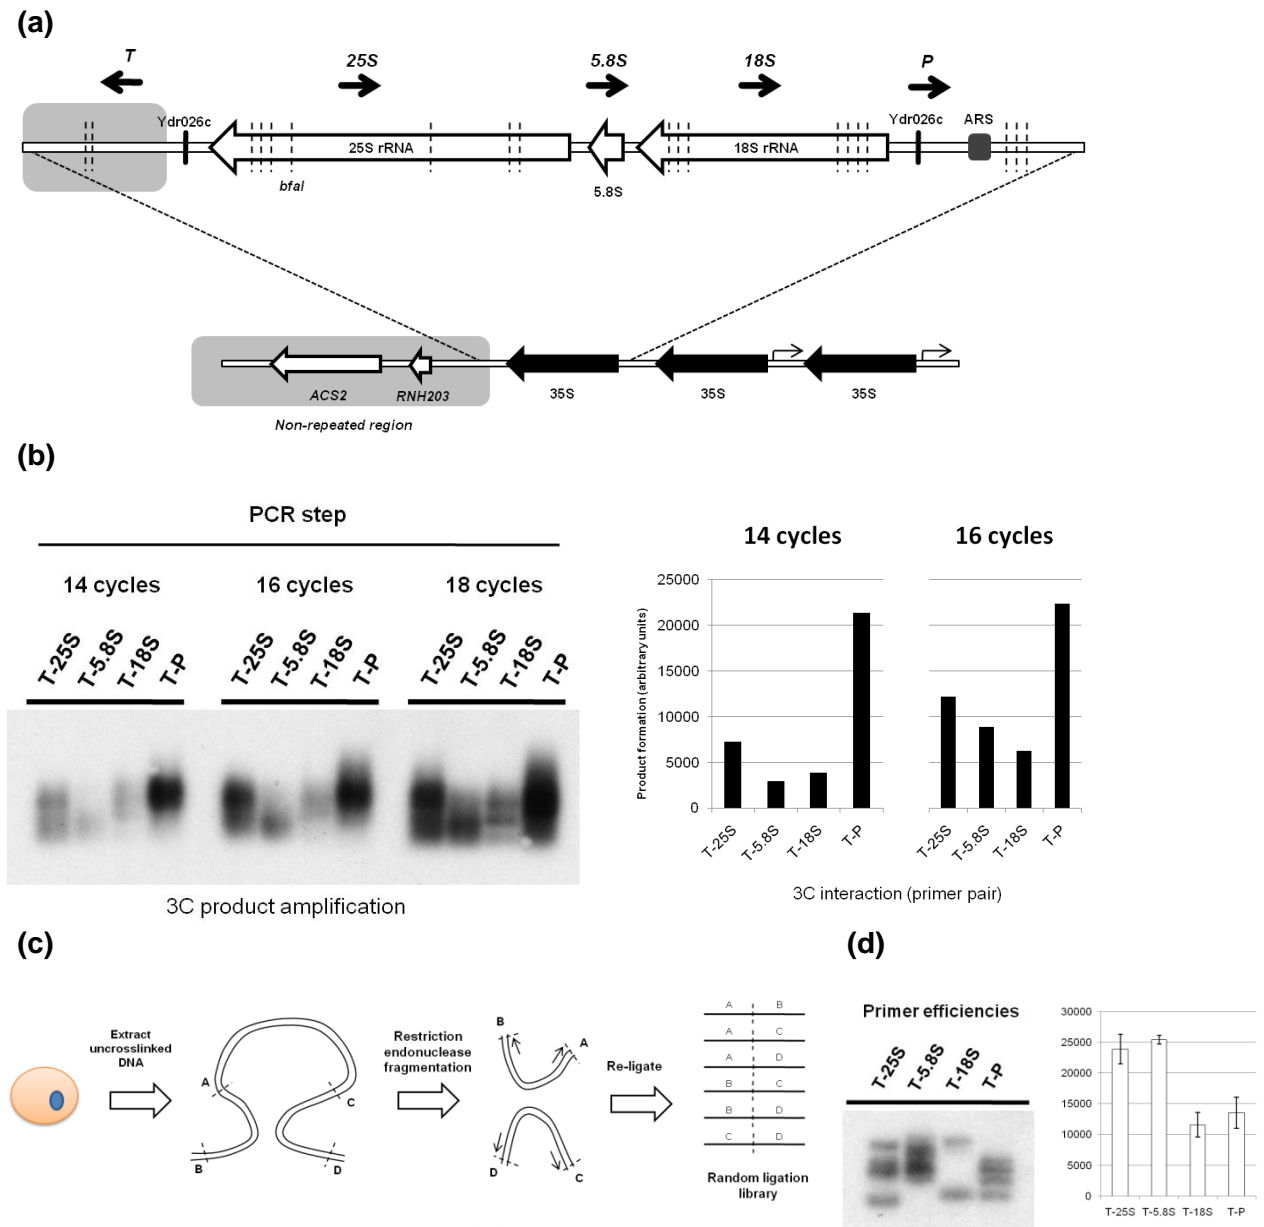 (a)
T
25S
5.8S
18S
P
Ydr026c
Ydr026c
ARS
25S rRNA
18S rRNA
bfaI
5.8S
ACS2
RNH203
35S
35S
35S
Non-repeated region
(b)
PCR step
14 cycles
16 cycles
18 cycles
T-25S
T-5.8S
T-18S
T-P
T-25S
T-5.8S
T-18S
T-P
T-25S
T-5.8S
T-18S
T-P
3C product amplification
14 cycles
16 cycles
Product formation (arbitrary units)
25000
20000
15000
10000
5000
0
T-25S
T-5.8S
T-18S
T-P
T-25S
T-5.8S
T-18S
T-P
3C interaction (primer pair)
(c)
Extract
uncrosslinked
DNA
A
B
C
D
Restriction
endonuclease
fragmentation
B
A
D
C
Re-ligate
A B
A C
A D
B C
B D
C D
Random ligation
library
(d)
Primer efficiencies
T-25S
T-5.8S
T-18S
T-P
30000
25000
20000
15000
10000
5000
0
T-25S
T-5.8S
T-18S
T-P